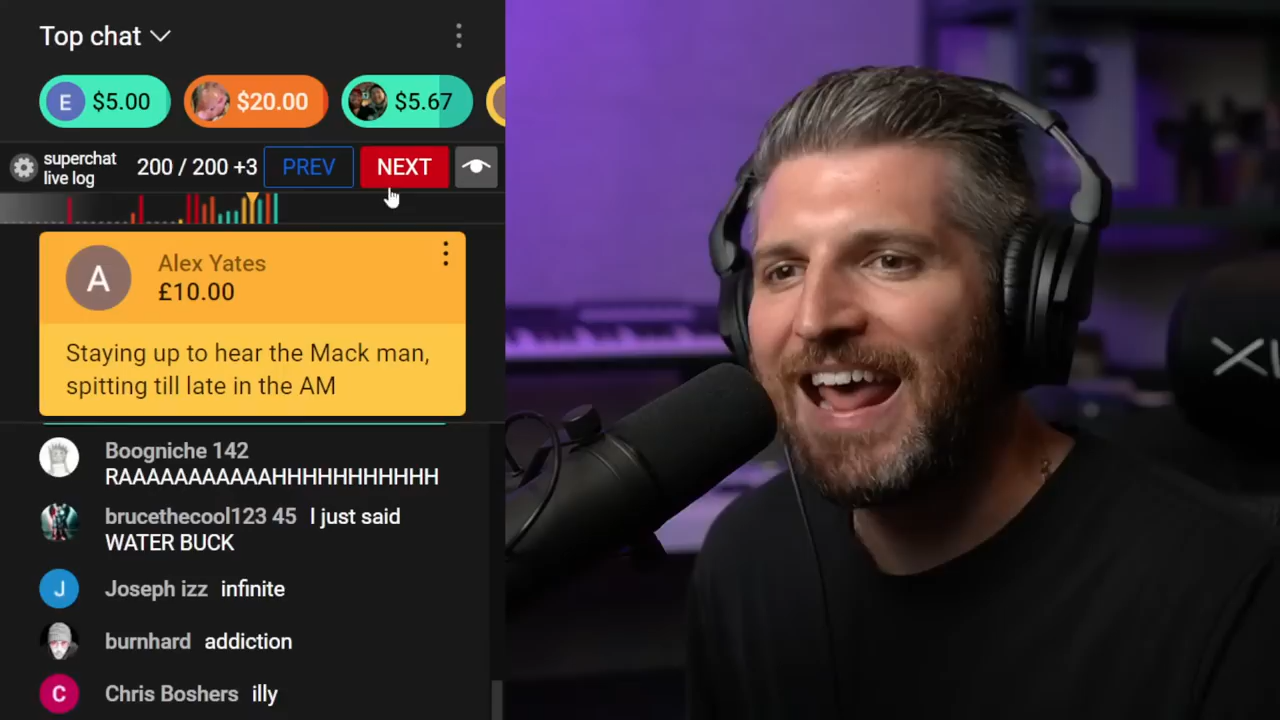 Top chat
E $5.00 $20.00 $5.67
superchat
live log
200 / 200 +3 PREV NEXT
Alex Yates
A
£10.00
Staying up to hear the Mack man,
spitting till late in the AM
Boogniche 142
RAAAAAAAAAAAHHHHHHHHHHH
brucethecool123 45 I just said
WATER BUCK
J Joseph izz infinite
burnhard addiction
C Chris Boshers illy